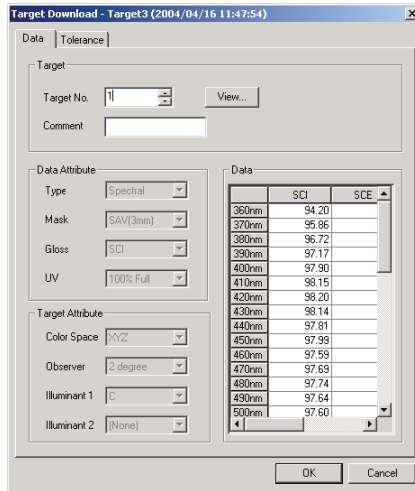 Target Download - Target3 (2004/04/16 11:47:54)
Data
Tolerance
Target
Target No.
1
View...
Comment
Data Attribute
Type
Spectral
Mask
SAV(3mm)
Gloss
SCI
UV
100% Full
Target Attribute
Color Space
XYZ
Observer
2 degree
Illuminant 1
C
Illuminant 2
(None)
Data
SCI SCE
360nm 94.20
370nm 95.86
380nm 96.72
390nm 97.17
400nm 97.90
410nm 98.15
420nm 98.20
430nm 98.14
440nm 97.81
450nm 97.99
460nm 97.59
470nm 97.69
480nm 97.74
490nm 97.64
500nm 97.60
OK
Cancel